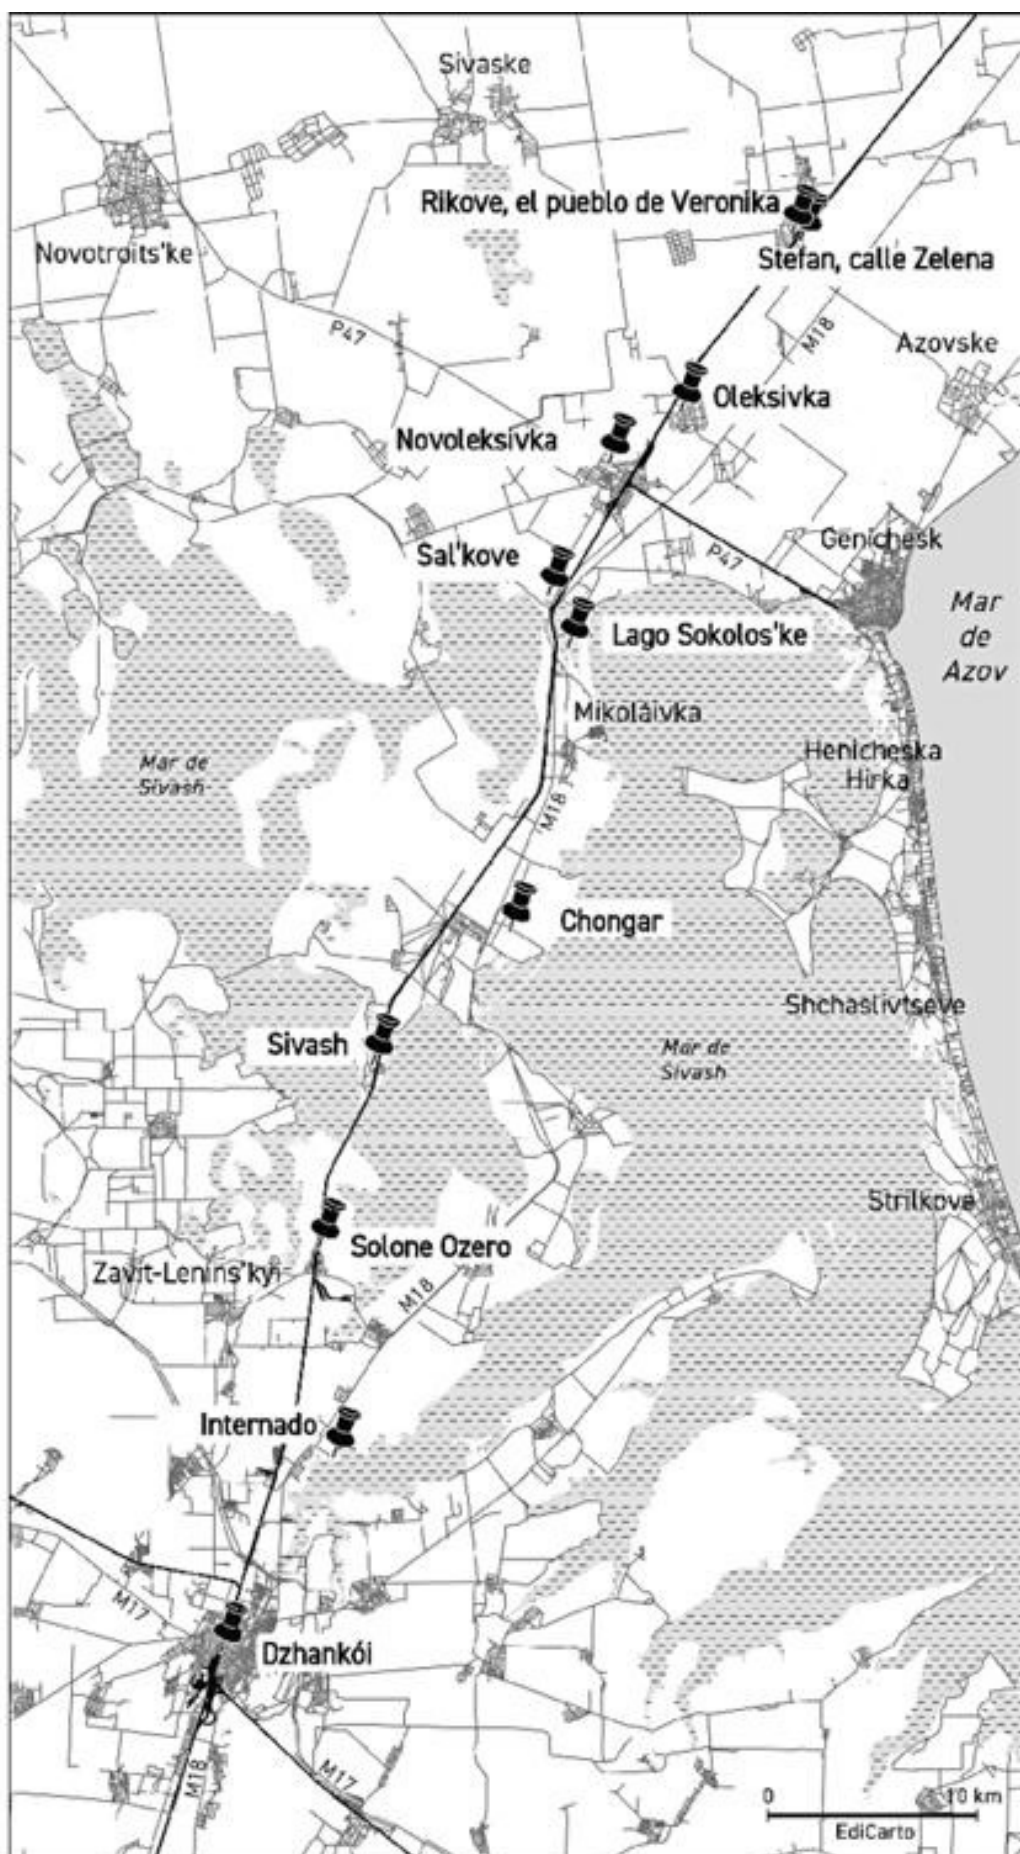 Sivaske
Rikove, el pueblo de Veronika
Novotroits'ke
Stefan, calle Zelena
P47
M18
Azovske
Oleksivka
Novoleksivka
Genichesk
Sal'kove
P47
Mar
de
Azov
Lago Sokolos'ke
Mikoláivka
Mar de
Sivash
Henicheska
Hirka
M18
Chongar
Shchaslivtseve
Sivash
Mar de
Sivash
Strilkove
Solone Ozero
Zavit-Lenins'kyi
M18
Internado
M17
Dzhankói
M18
M17
0
10 km
EdiCarto